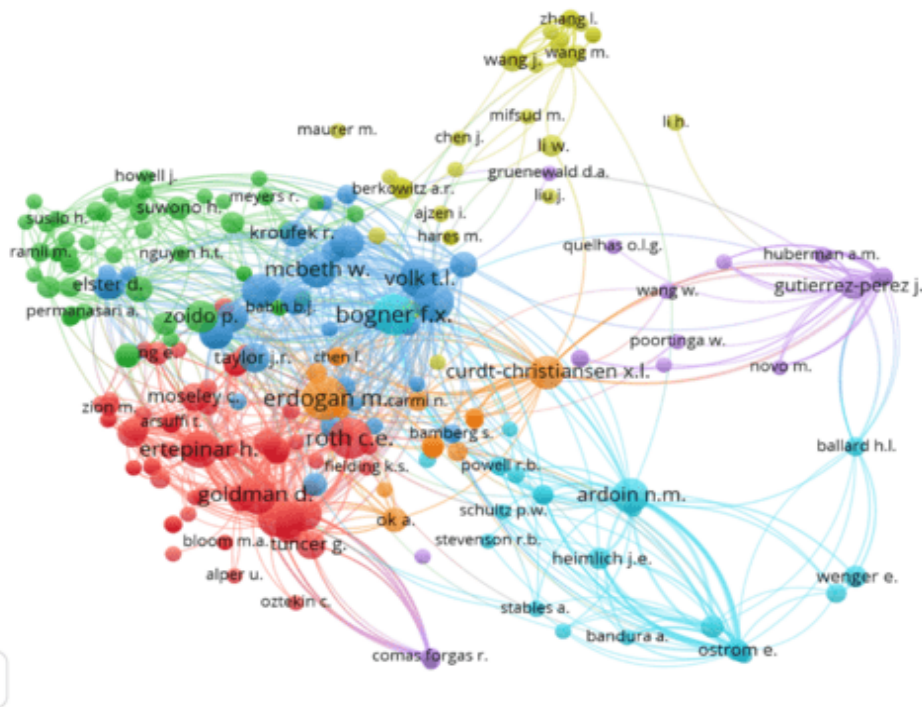 zhang l.
wang j.
wang m.
mifsud m.
li h.
maurer m.
chen j.
li w.
gruenewald d.a.
howell j.
berkowitz a.r.
liu j.
meyers r.
suwono h.
susilo h.
ajzen i.
kroufek r.
hares m.
quelhas o.l.g.
ramli m.
nguyen h.t.
huberman a.m.
mcbeth w.
volk t.l.
elster d.
gutierrez-perez j.
wang w.
babin b.j.
permanasari a.
zoido p.
bogner f.x.
poortinga w.
ng e.
taylor j.r.
chen l.
novo m.
curdt-christiansen x.l.
moseley c.
erdogan m.
carmi n.
zion m.
arsuffi t.
bamberg s.
roth c.e.
ertepinar h.
ballard h.l.
fielding k.s.
powell r.b.
goldman d.
ardoin n.m.
schultz p.w.
ok a.
bloom m.a.
tuncer g.
stevenson r.b.
heimlich j.e.
alper u.
wenger e.
oztekin c.
stables a.
bandura a.
ostrom e.
comas forgas r.